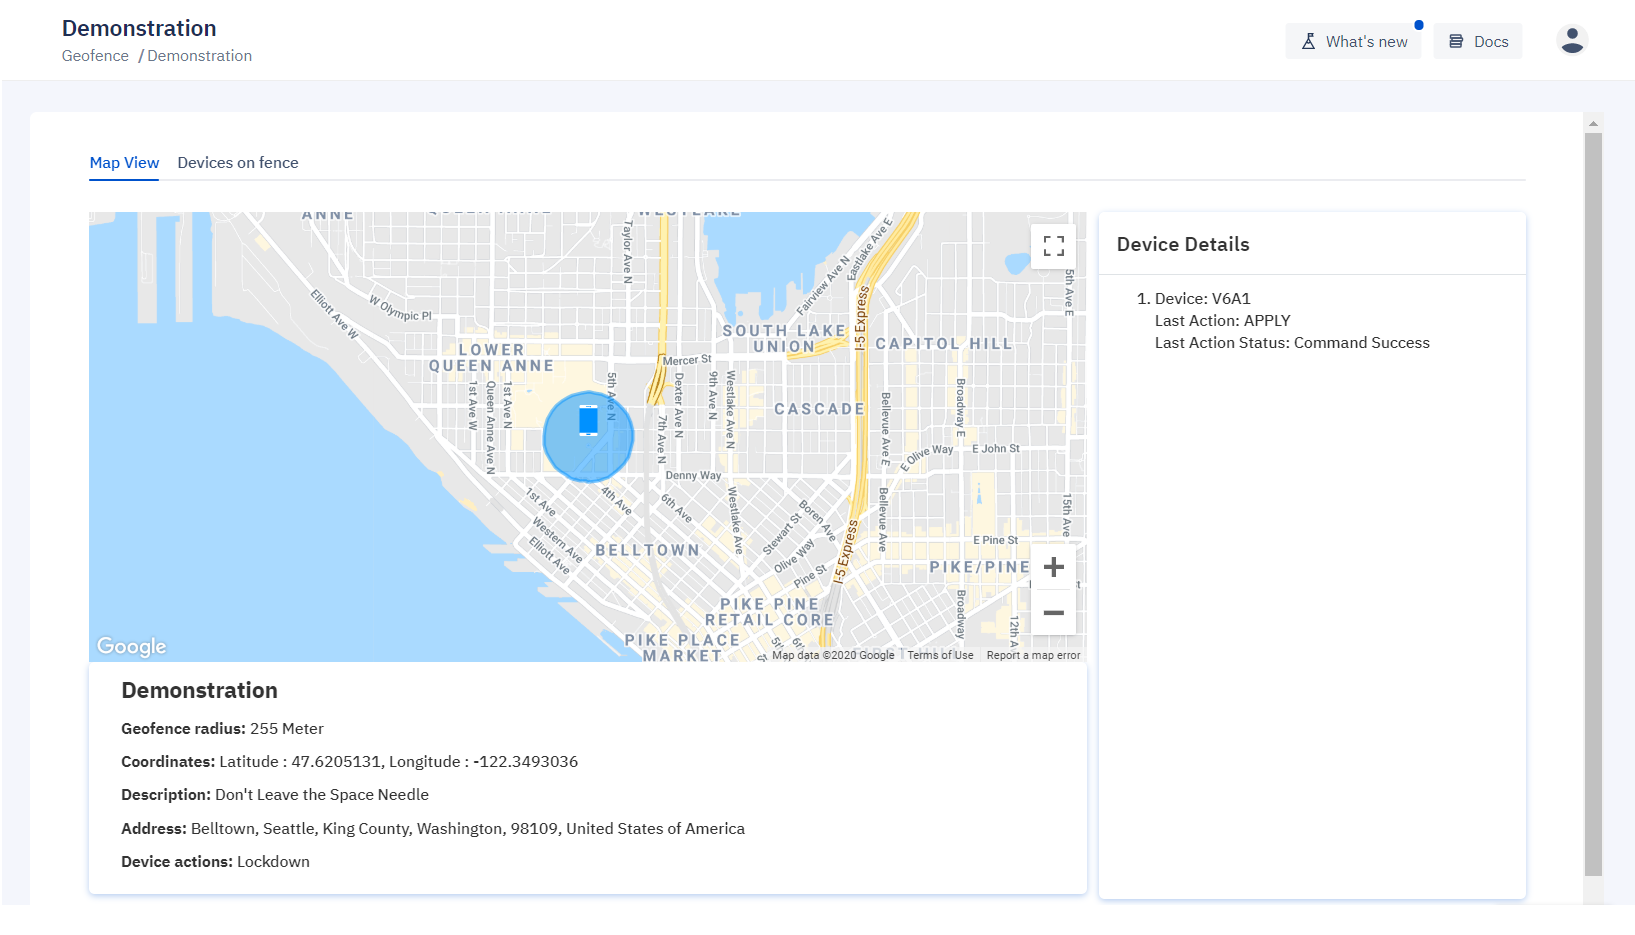 Demonstration
Geofence / Demonstration
What's new
Docs
Map View
Devices on fence
ANNE
QUEEN ANNE
WESTLAKE
Taylor Ave N
Eastlake Ave E
Fairview Ave N
5th Ave E
Elliott Ave W
W Olympic Pl
I-5 Express
SOUTH LAKE
UNION
CAPITOL HILL
LOWER
QUEEN ANNE
Mercer St
1st Ave W
Queen Anne Ave N
1st Ave N
5th Ave N
Dexter Ave N
9th Ave N
Westlake Ave N
Broadway E
CASCADE
7th Ave N
Bellevue Ave E
E Olive Way
E John St
Denny Way
1st Ave
4th Ave
6th Ave
Westlake Ave
Boren Ave
Bellevue Ave
15th Ave
Western Ave
Elliott Ave
Stewart St
I-5 Express
E Pine St
BELLTOWN
Olive Way
Pine St
PIKE/PINE
Broadway
12th A
PIKE PINE
RETAIL CORE
PIKE PLACE
MARKET
5th
6th
Google
Map data ©2020 Google
Terms of Use
Report a map error
Demonstration
Geofence radius: 255 Meter
Coordinates: Latitude : 47.6205131, Longitude : -122.3493036
Description: Don't Leave the Space Needle
Address: Belltown, Seattle, King County, Washington, 98109, United States of America
Device actions: Lockdown
Device Details
1. Device: V6A1
Last Action: APPLY
Last Action Status: Command Success